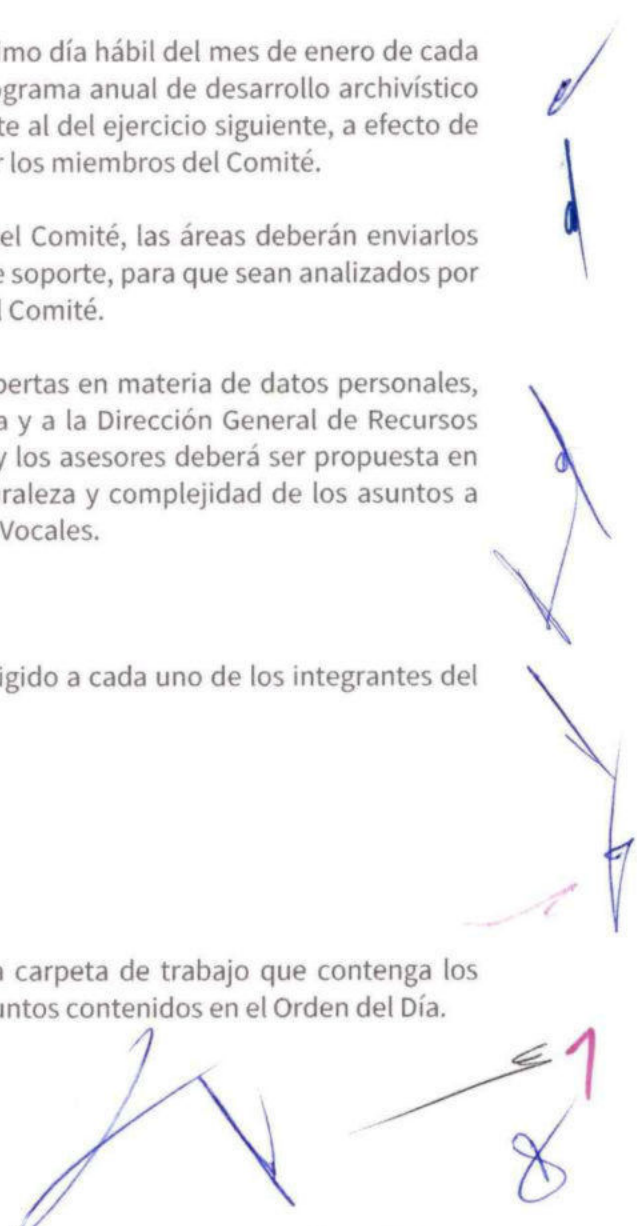 imo día hábil del mes de enero de cada
ograma anual de desarrollo archivístico
te al del ejercicio siguiente, a efecto de
r los miembros del Comité.
el Comité, las áreas deberán enviarlos
e soporte, para que sean analizados por
l Comité.
pertas en materia de datos personales,
a y a la Dirección General de Recursos
y los asesores deberá ser propuesta en
uraleza y complejidad de los asuntos a
Vocales.
igido a cada uno de los integrantes del
a carpeta de trabajo que contenga los
untos contenidos en el Orden del Día.